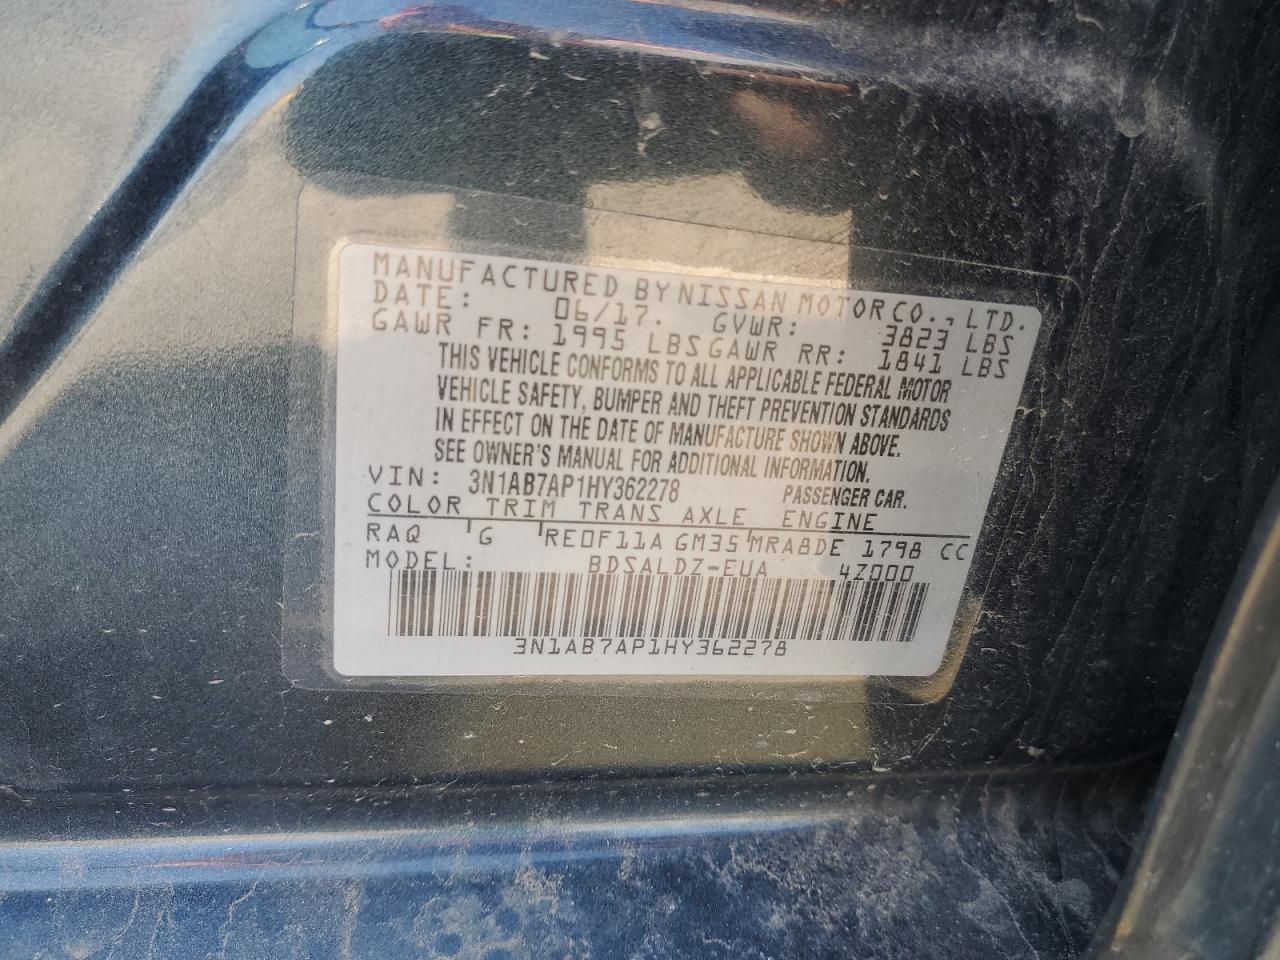 MANUFACTURED BY NISSAN MOTOR CO., LTD.
DATE: 06/17. GVWR: 3823 LBS
GAWR FR: 1995 LBS GAWR RR: 1841 LBS
THIS VEHICLE CONFORMS TO ALL APPLICABLE FEDERAL MOTOR
VEHICLE SAFETY, BUMPER AND THEFT PREVENTION STANDARDS
IN EFFECT ON THE DATE OF MANUFACTURE SHOWN ABOVE.
SEE OWNER'S MANUAL FOR ADDITIONAL INFORMATION.
VIN: 3N1AB7AP1HY362278 PASSENGER CAR.
COLOR TRIM TRANS AXLE ENGINE
RAQ G RE0F11A GM35 MRA8DE 1798 CC
MODEL: BDSALDZ-EUA 4Z000
3N1AB7AP1HY362278